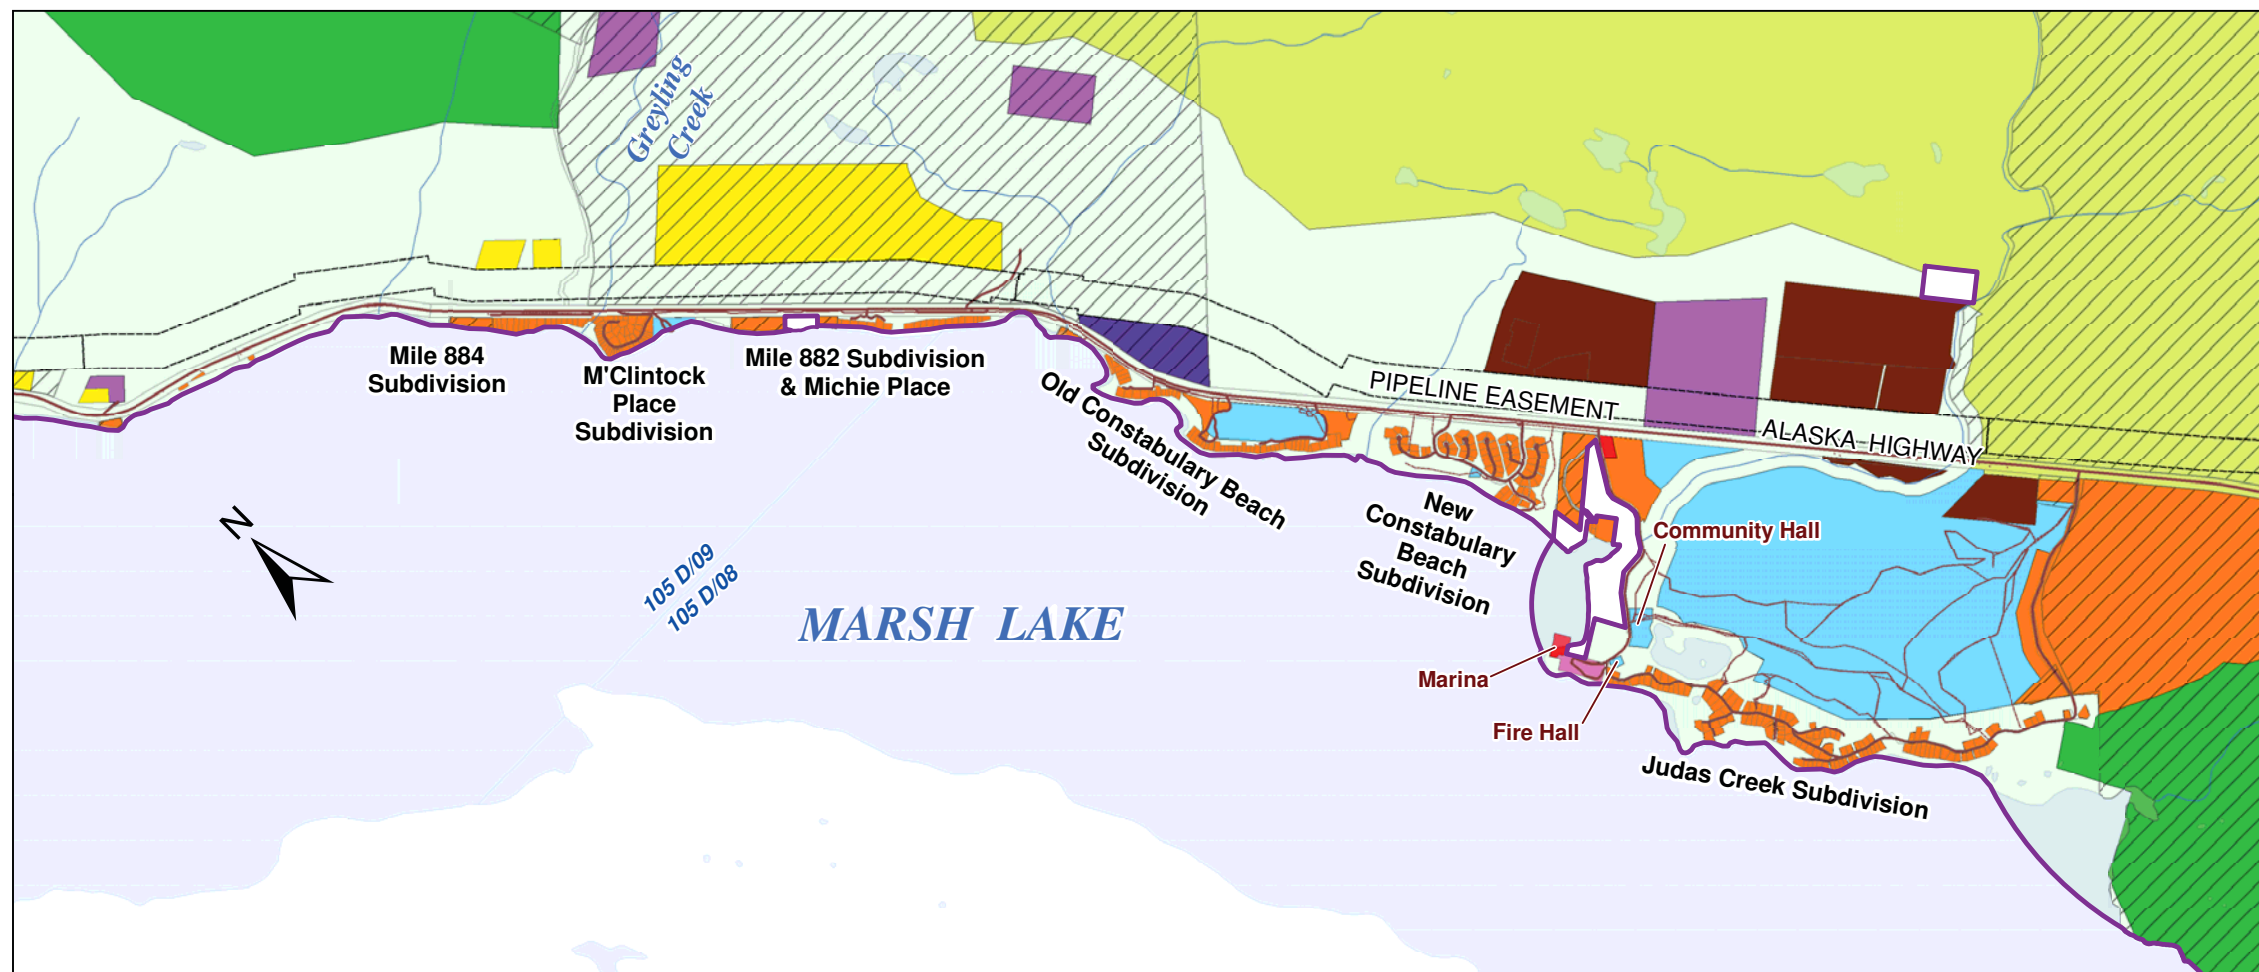 Greyling
Creek
Mile 884
Subdivision
M'Clintock
Place
Subdivision
Mile 882 Subdivision
& Michie Place
Old Constabulary Beach
Subdivision
PIPELINE EASEMENT
ALASKA HIGHWAY
New
Constabulary
Beach
Subdivision
Community Hall
N
105 D/09
105 D/08
MARSH LAKE
Marina
Fire Hall
Judas Creek Subdivision